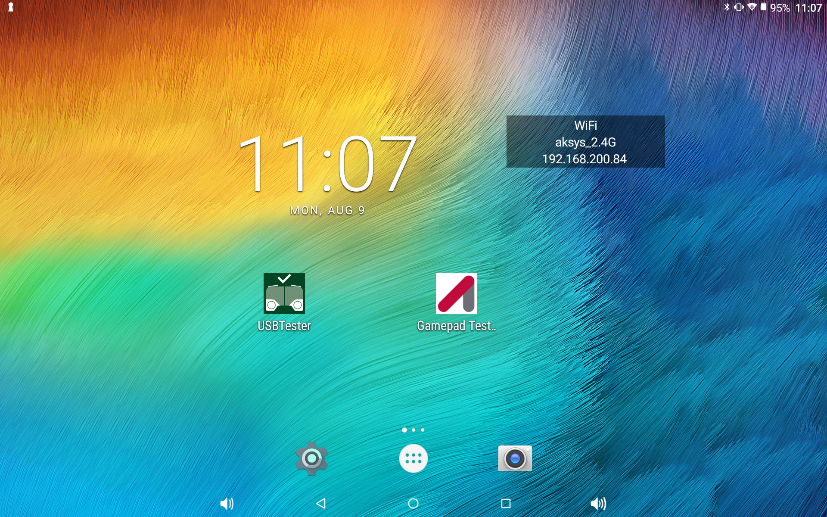 95% 11:07
11:07
MON, AUG 9
WiFi
aksys_2.4G
192.168.200.84
USBTester
Gamepad Test..